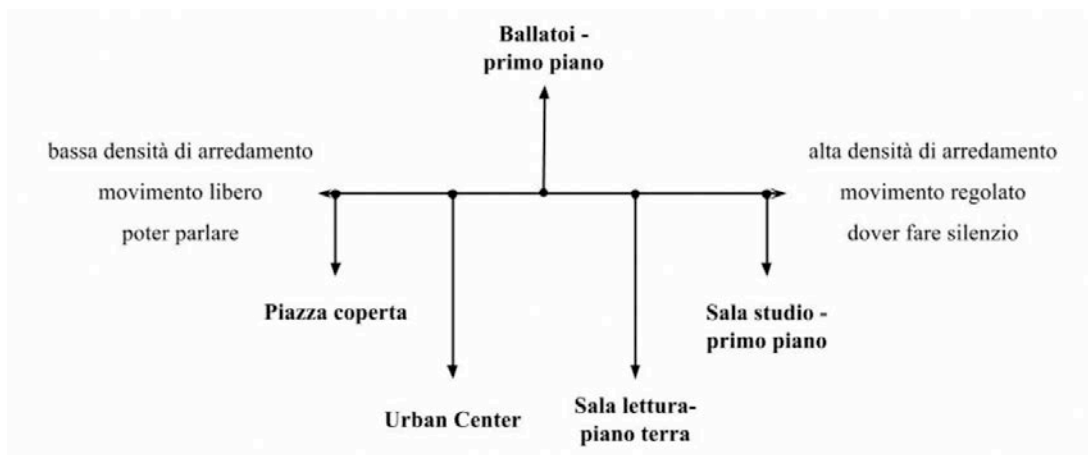 Ballatoi -
primo piano
bassa densità di arredamento
movimento libero
poter parlare
alta densità di arredamento
movimento regolato
dover fare silenzio
Piazza coperta
Sala studio -
primo piano
Urban Center
Sala lettura-
piano terra